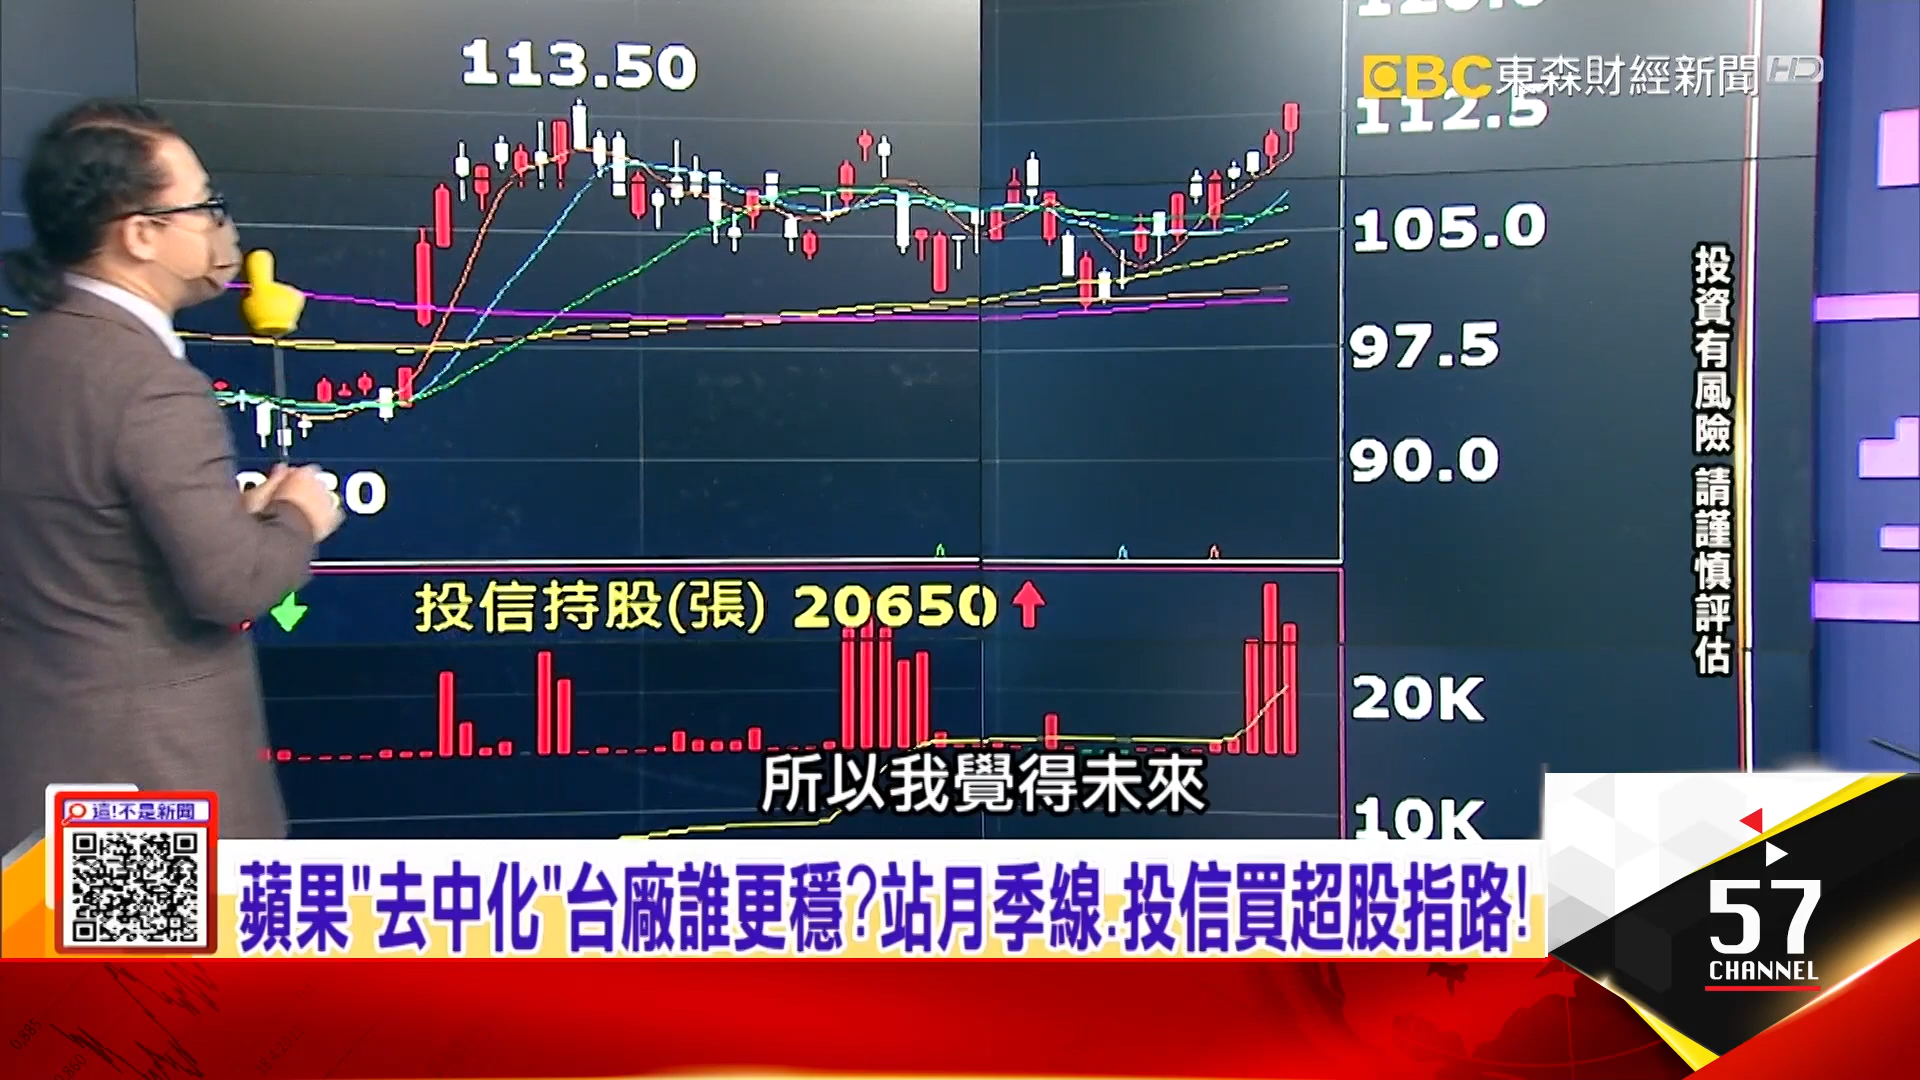 113.50
EBC東森財經新聞HD
112.5
105.0
97.5
90.0
投資有風險 請謹慎評估
投信持股(張) 20650
20K
10K
所以我覺得未來
這!不是新聞
蘋果"去中化"台廠誰更穩?站月季線.投信買超股指路!
57
CHANNEL